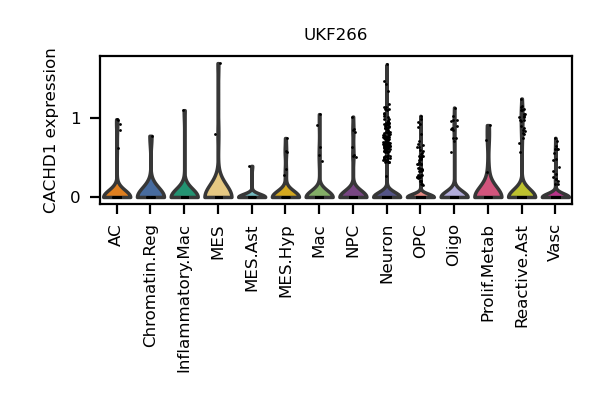 UKF266
CACHD1 expression
1
0
AC
Chromatin.Reg
Inflammatory.Mac
MES
MES.Ast
MES.Hyp
Mac
NPC
Neuron
OPC
Oligo
Prolif.Metab
Reactive.Ast
Vasc